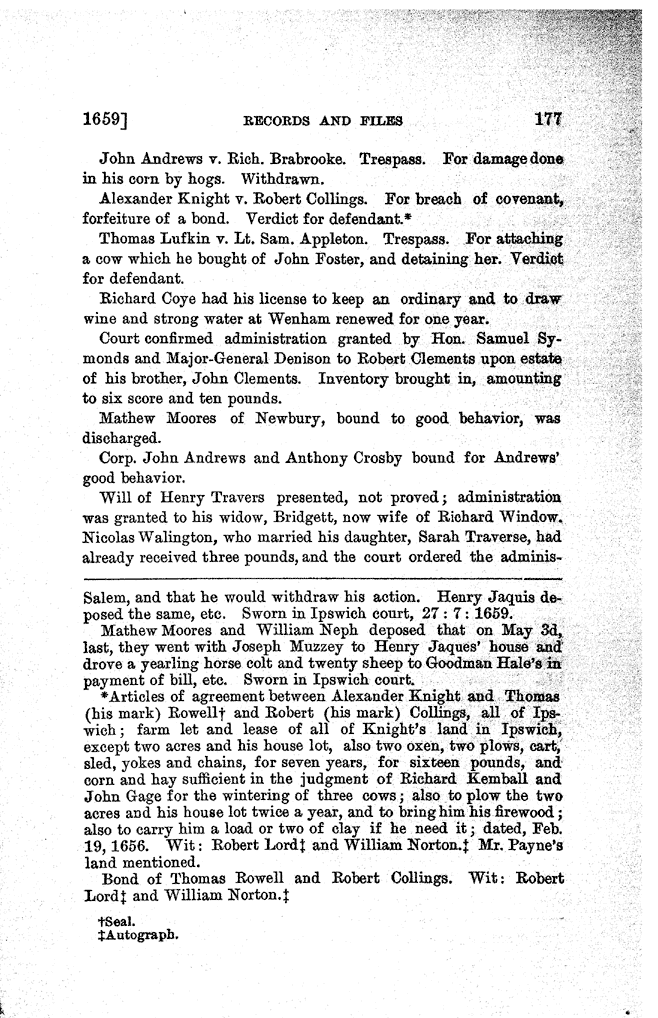 1659] RECORDS AND FILES 177
John Andrews v. Rich. Brabrooke. Trespass. For damage done
in his corn by hogs. Withdrawn.
Alexander Knight v. Robert Collings. For breach of covenant,
forfeiture of a bond. Verdict for defendant.*
Thomas Lufkin v. Lt. Sam. Appleton. Trespass. For attaching
a cow which he bought of John Foster, and detaining her. Verdict
for defendant.
Richard Coye had his license to keep an ordinary and to draw
wine and strong water at Wenham renewed for one year.
Court confirmed administration granted by Hon. Samuel Sy-
monds and Major-General Denison to Robert Clements upon estate
of his brother, John Clements. Inventory brought in, amounting
to six score and ten pounds.
Mathew Moores of Newbury, bound to good behavior, was
discharged.
Corp. John Andrews and Anthony Crosby bound for Andrews'
good behavior.
Will of Henry Travers presented, not proved; administration
was granted to his widow, Bridgett, now wife of Richard Window.
Nicolas Walington, who married his daughter, Sarah Traverse, had
already received three pounds, and the court ordered the adminis-
Salem, and that he would withdraw his action. Henry Jaquis de-
posed the same, etc. Sworn in Ipswich court, 27 : 7 : 1659.
Mathew Moores and William Neph deposed that on May 3d,
last, they went with Joseph Muzzey to Henry Jaques' house and
drove a yearling horse colt and twenty sheep to Goodman Hale's in
payment of bill, etc. Sworn in Ipswich court.
*Articles of agreement between Alexander Knight and Thomas
(his mark) Rowell† and Robert (his mark) Collings, all of Ips-
wich; farm let and lease of all of Knight's land in Ipswich,
except two acres and his house lot, also two oxen, two plows, cart,
sled, yokes and chains, for seven years, for sixteen pounds, and
corn and hay sufficient in the judgment of Richard Kemball and
John Gage for the wintering of three cows; also to plow the two
acres and his house lot twice a year, and to bring him his firewood;
also to carry him a load or two of clay if he need it; dated, Feb.
19, 1656. Wit: Robert Lord‡ and William Norton.‡ Mr. Payne's
land mentioned.
Bond of Thomas Rowell and Robert Collings. Wit: Robert
Lord‡ and William Norton.‡
†Seal.
‡Autograph.